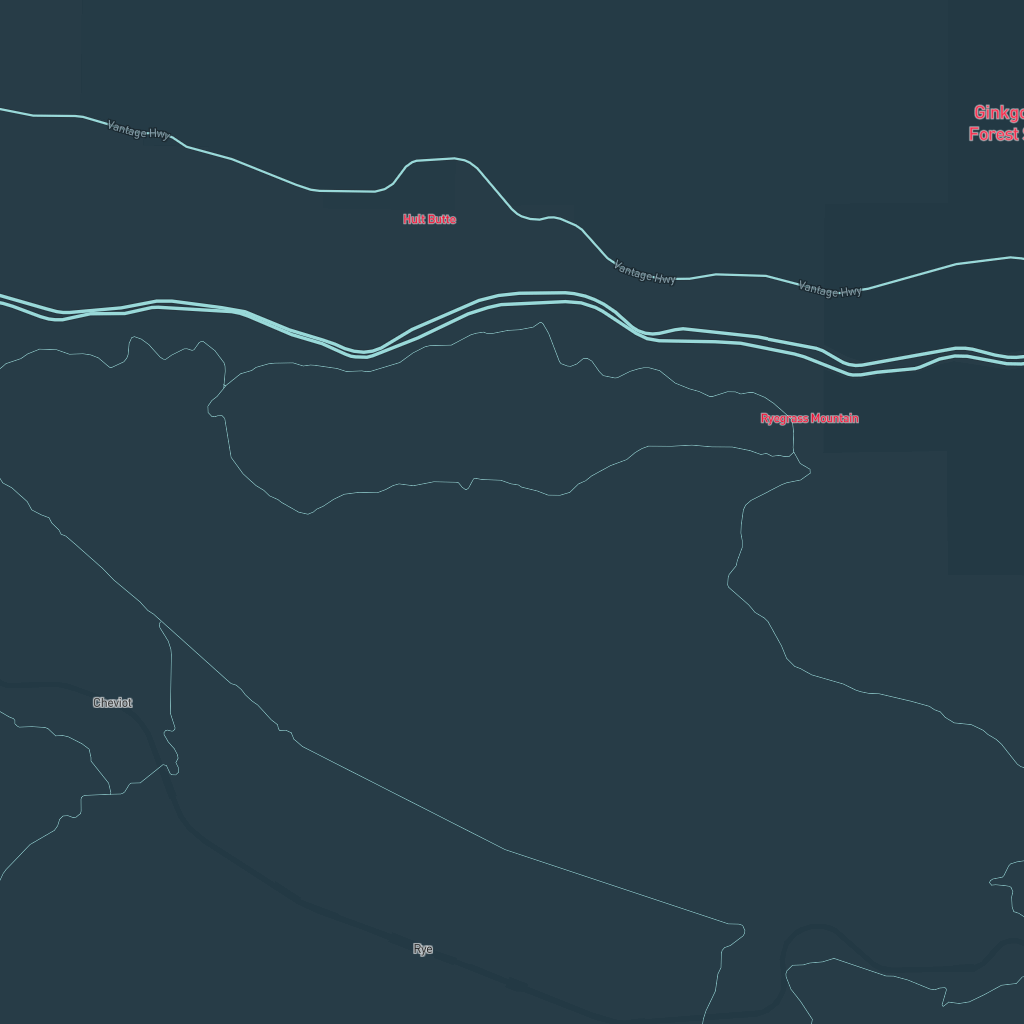 Ginkgo
Forest S
Vantage Hwy
Hult Butte
Vantage Hwy
Vantage Hwy
Ryegrass Mountain
Cheviot
Rye